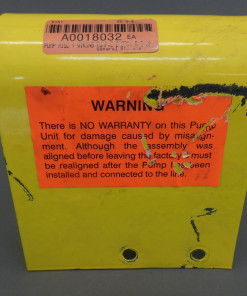 A0018032 EA
WARNING
There is NO WARRANTY on this Pump
Unit for damage caused by misalign-
ment. Although the assembly was
aligned before leaving the factory must
be realigned after the Pump has been
installed and connected to the line.